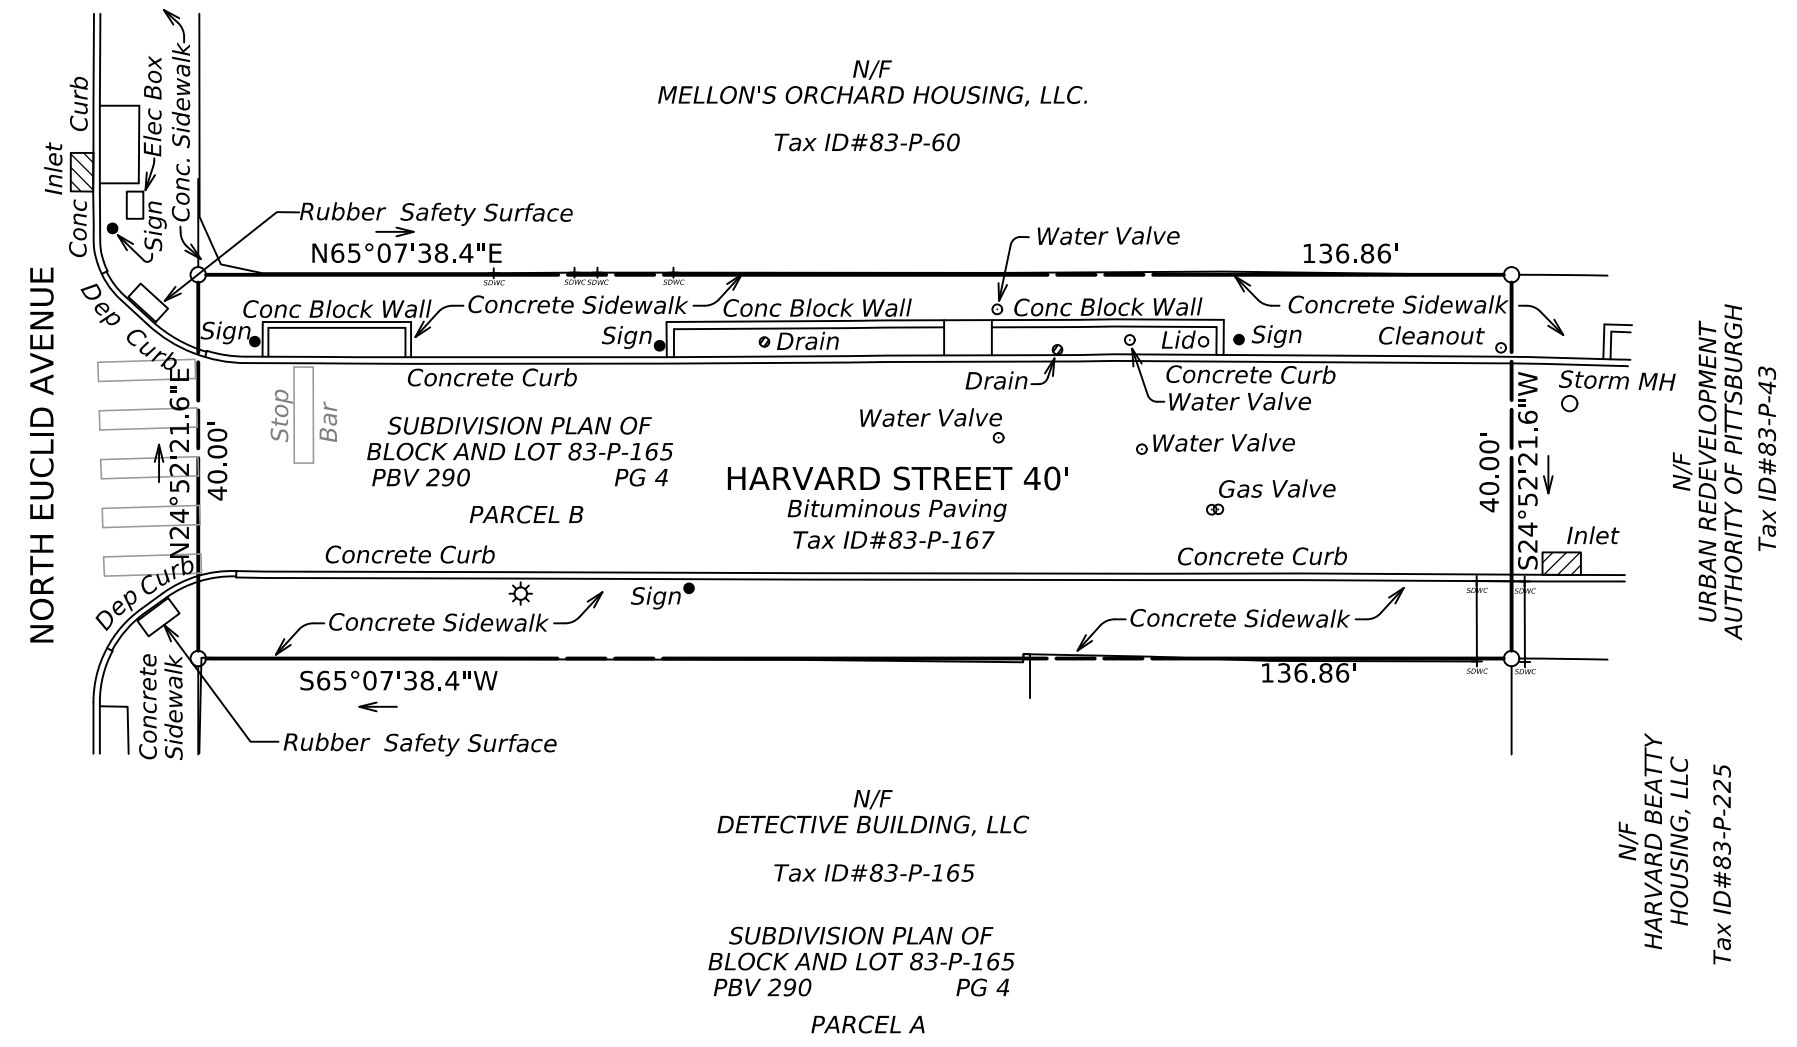 N/F
MELLON'S ORCHARD HOUSING, LLC.
Tax ID#83-P-60
Conc Curb
Inlet
Elec Box
Conc. Sidewalk
Sign
Rubber Safety Surface
N65°07'38.4"E
Water Valve
136.86'
SDWC
SDWC
SDWC
SDWC
Dep Curb
Conc Block Wall
Concrete Sidewalk
Conc Block Wall
Conc Block Wall
Concrete Sidewalk
Sign
Sign
Drain
Lid
Sign
Cleanout
Concrete Curb
Drain
Concrete Curb
Water Valve
Storm MH
NORTH EUCLID AVENUE
N24°52'21.6"E
40.00'
Stop
Bar
SUBDIVISION PLAN OF
BLOCK AND LOT 83-P-165
PBV 290 PG 4
PARCEL B
Water Valve
Water Valve
HARVARD STREET 40'
Bituminous Paving
Tax ID#83-P-167
Gas Valve
40.00'
S24°52'21.6"W
Inlet
N/F
URBAN REDEVELOPMENT
AUTHORITY OF PITTSBURGH
Tax ID#83-P-43
Concrete Curb
Concrete Curb
Dep Curb
Sign
SDWC
SDWC
Concrete Sidewalk
Concrete Sidewalk
Concrete
Sidewalk
S65°07'38.4"W
136.86'
SDWC
SDWC
Rubber Safety Surface
N/F
DETECTIVE BUILDING, LLC
Tax ID#83-P-165
SUBDIVISION PLAN OF
BLOCK AND LOT 83-P-165
PBV 290 PG 4
PARCEL A
N/F
HARVARD BEATTY
HOUSING, LLC
Tax ID#83-P-225